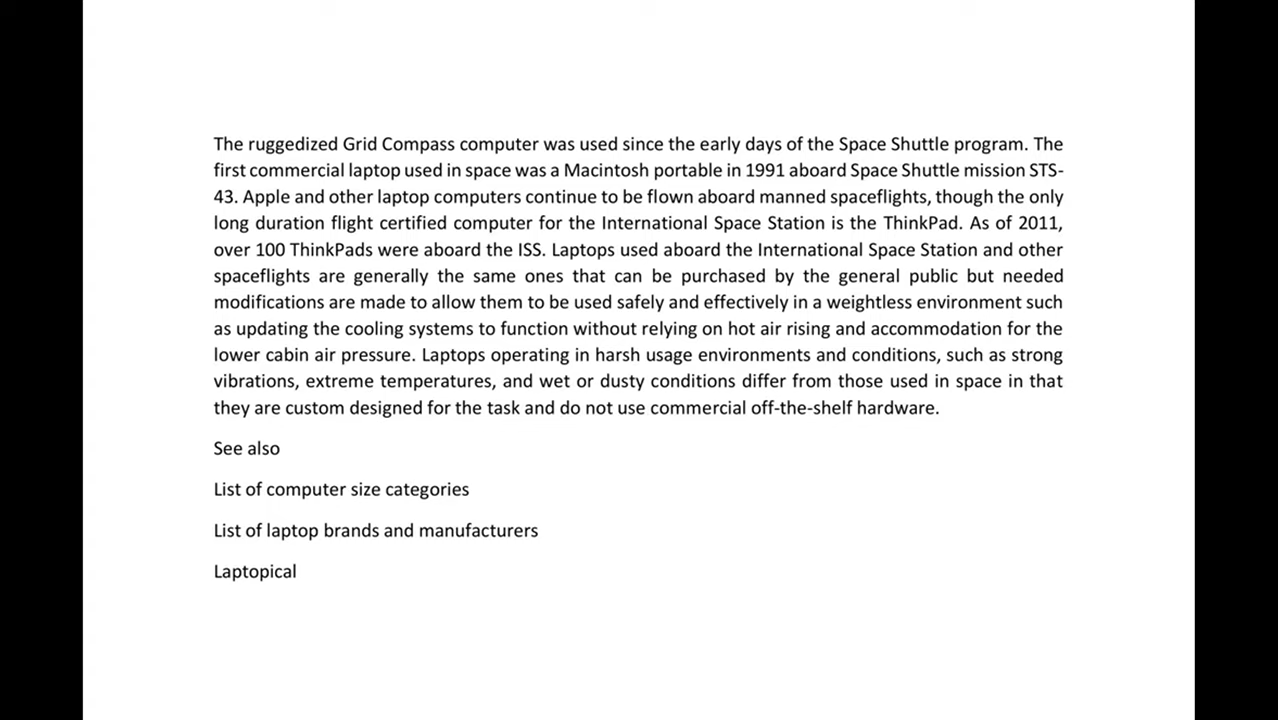 The ruggedized Grid Compass computer was used since the early days of the Space Shuttle program. The
first commercial laptop used in space was a Macintosh portable in 1991 aboard Space Shuttle mission STS-
43. Apple and other laptop computers continue to be flown aboard manned spaceflights, though the only
long duration flight certified computer for the International Space Station is the ThinkPad. As of 2011,
over 100 ThinkPads were aboard the ISS. Laptops used aboard the International Space Station and other
spaceflights are generally the same ones that can be purchased by the general public but needed
modifications are made to allow them to be used safely and effectively in a weightless environment such
as updating the cooling systems to function without relying on hot air rising and accommodation for the
lower cabin air pressure. Laptops operating in harsh usage environments and conditions, such as strong
vibrations, extreme temperatures, and wet or dusty conditions differ from those used in space in that
they are custom designed for the task and do not use commercial off-the-shelf hardware.
See also
List of computer size categories
List of laptop brands and manufacturers
Laptopical